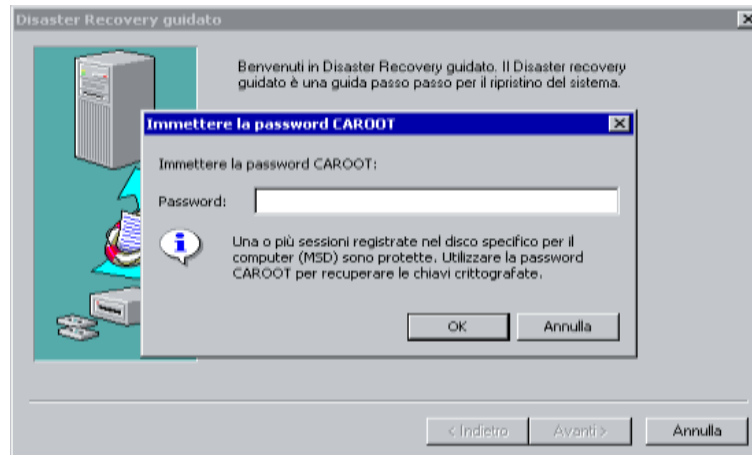 Disaster Recovery guidato
Benvenuti in Disaster Recovery guidato. Il Disaster recovery
guidato è una guida passo passo per il ripristino del sistema.
Immettere la password CAROOT
Immettere la password CAROOT:
Password:
Una o più sessioni registrate nel disco specifico per il
computer (MSD) sono protette. Utilizzare la password
CAROOT per recuperare le chiavi crittografate.
OK Annulla
< Indietro Avanti > Annulla